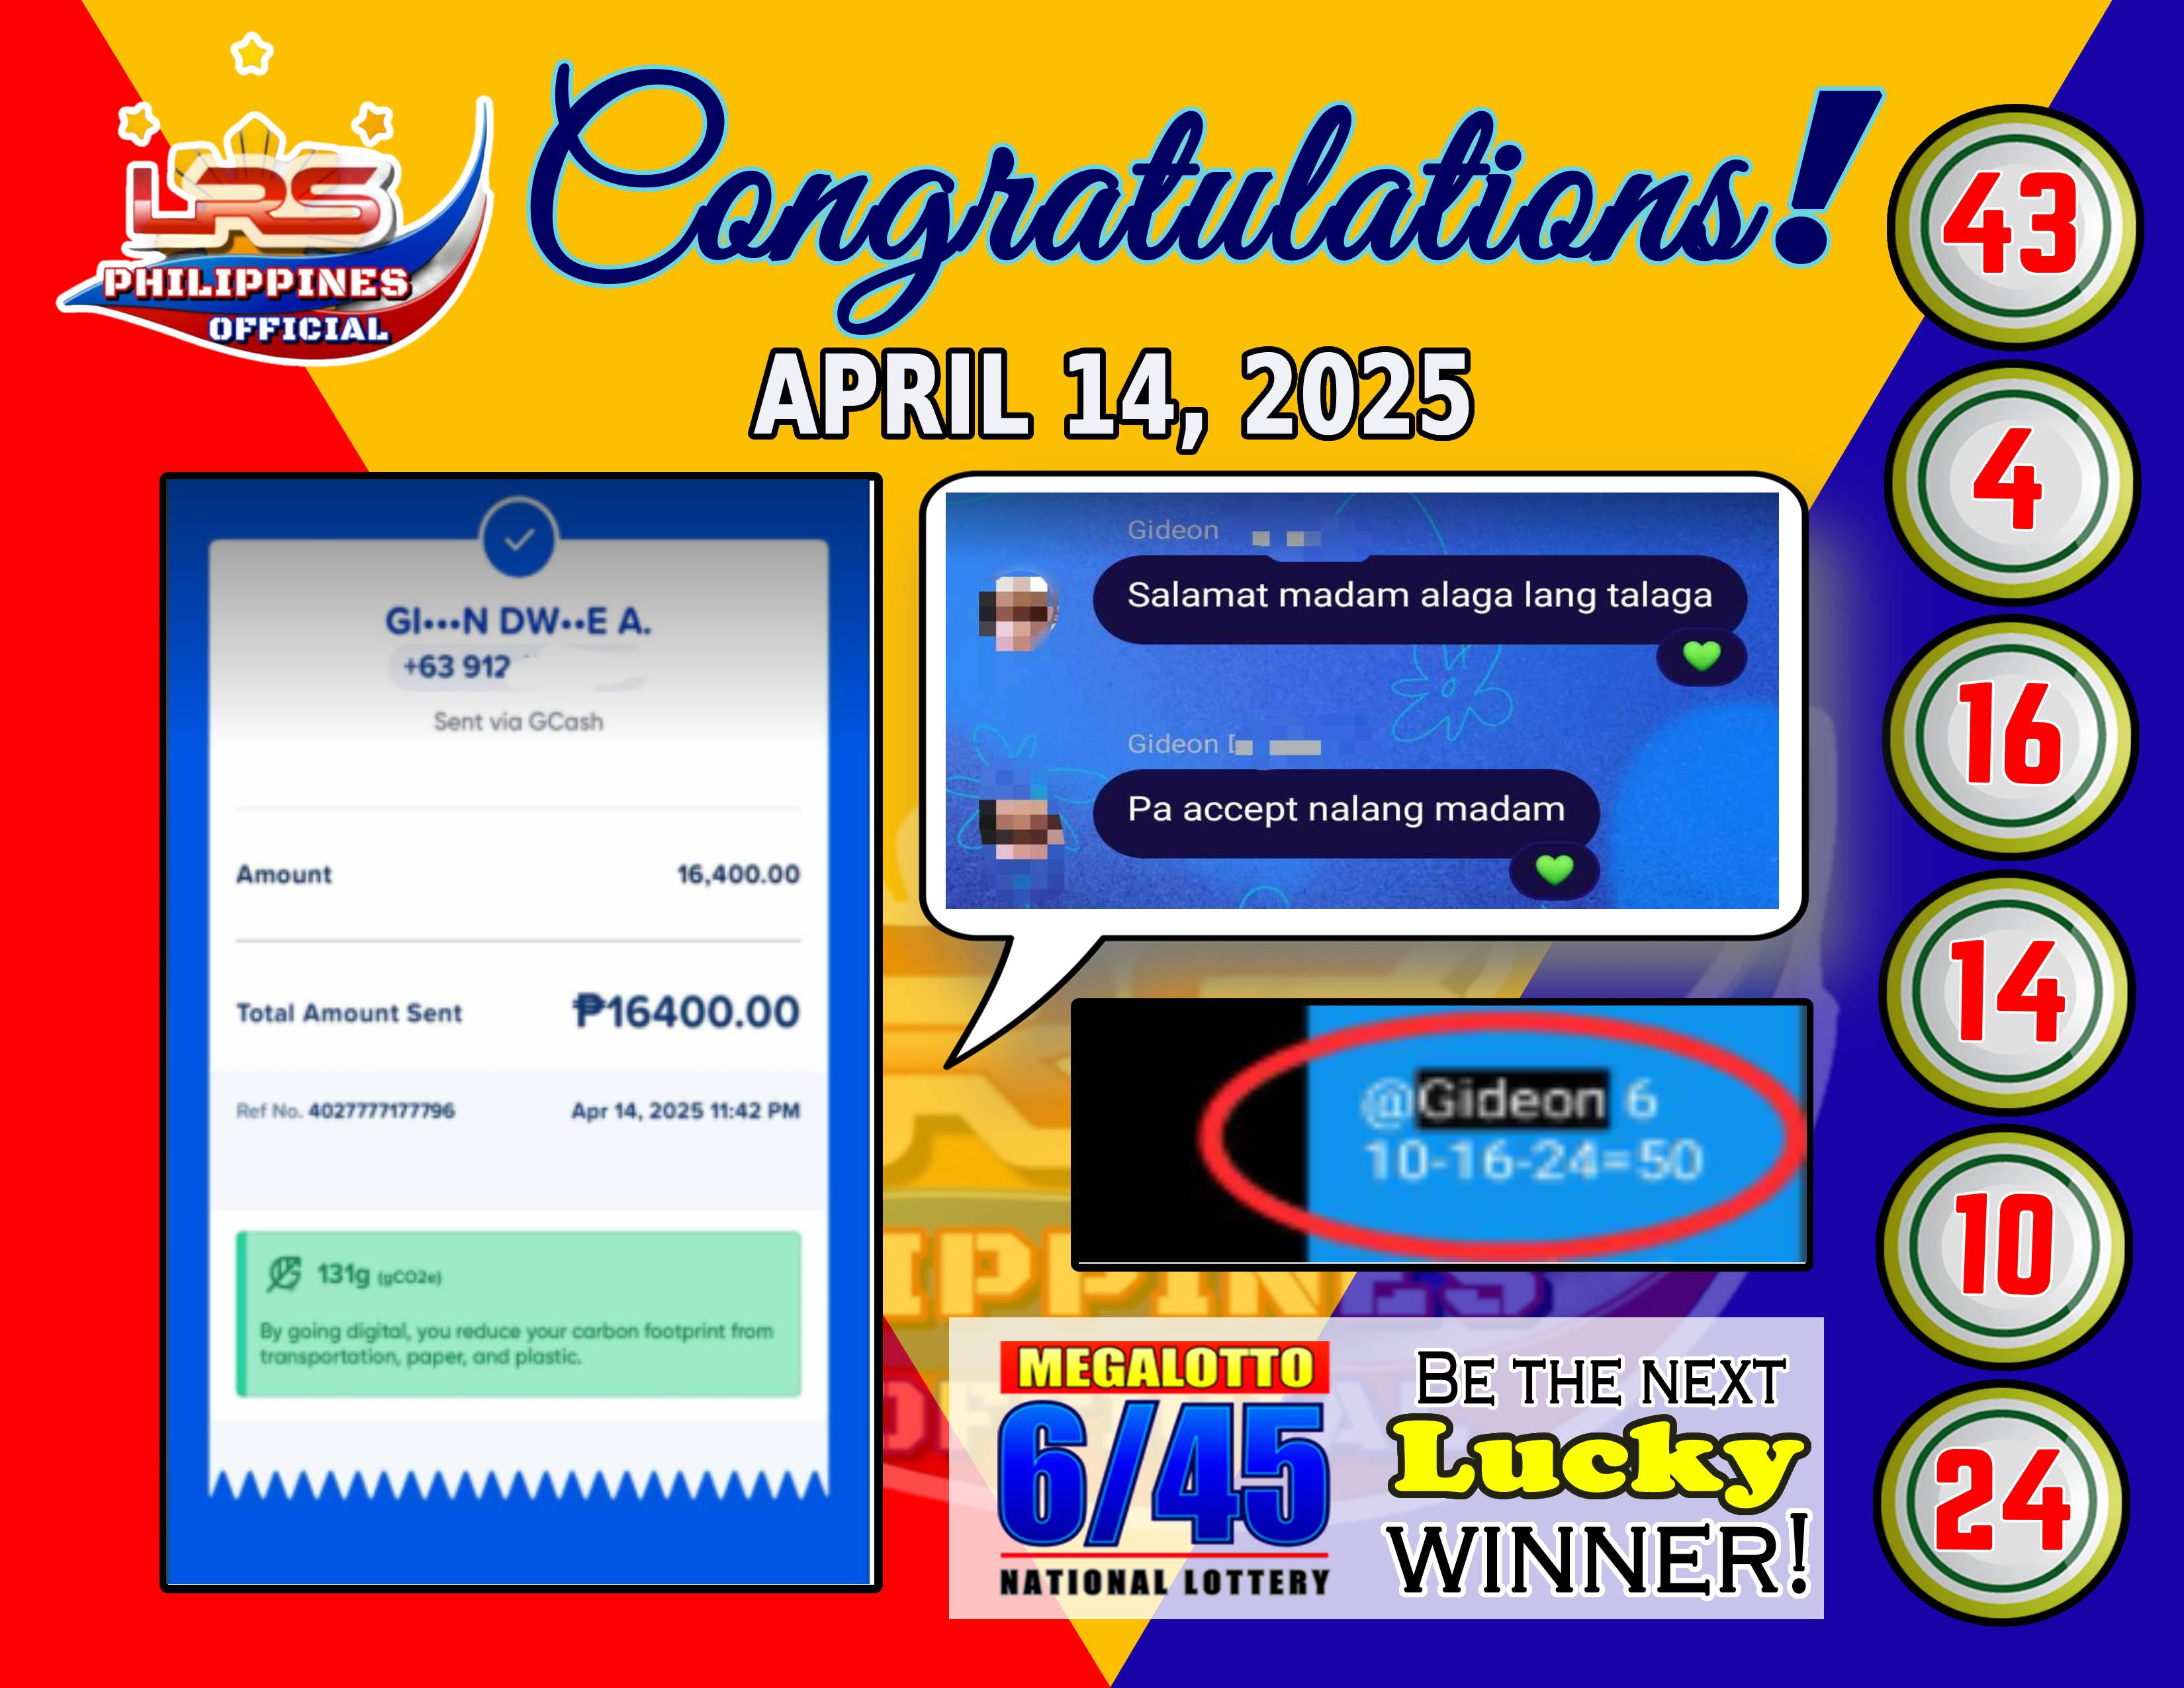 LRS
PHILIPPINES
OFFICIAL
Congratulations!
APRIL 14, 2025
GI•••N DW••E A.
+63 912
Sent via GCash
Amount 16,400.00
Total Amount Sent ₱16400.00
Ref No. 4027777177796 Apr 14, 2025 11:42 PM
131g (gCO2e)
By going digital, you reduce your carbon footprint from
transportation, paper, and plastic.
Gideon
Salamat madam alaga lang talaga
Gideon
Pa accept nalang madam
@Gideon 6
10-16-24=50
MEGALOTTO
6/45
NATIONAL LOTTERY
BE THE NEXT
Lucky
WINNER!
43
4
16
14
10
24